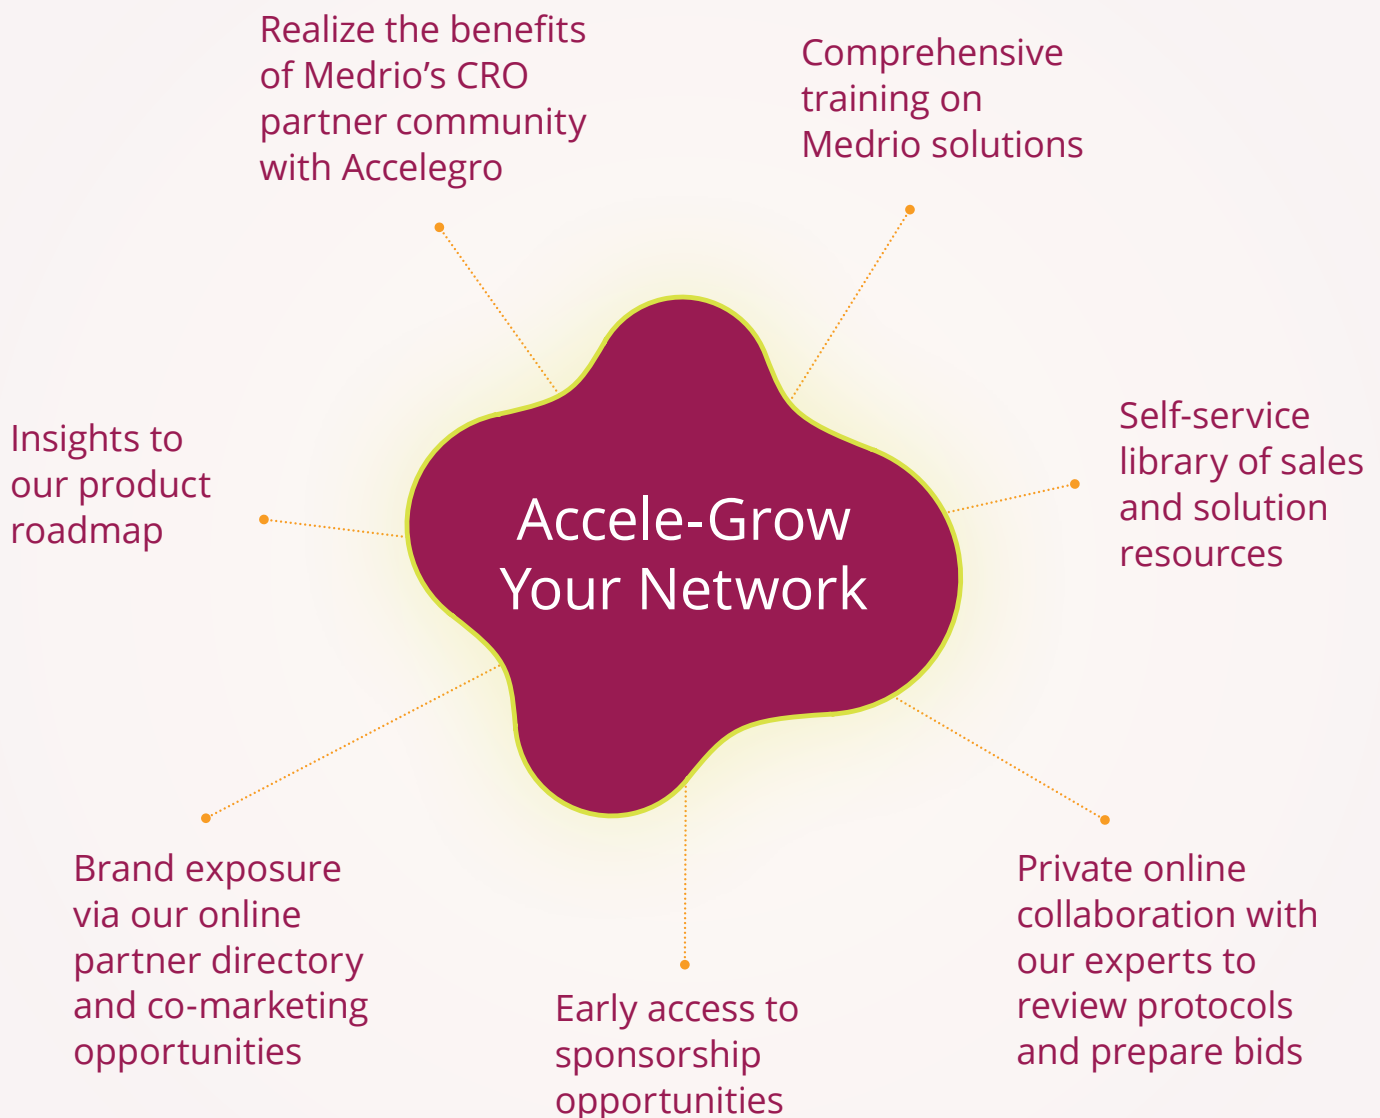 Realize the benefits
of Medrio’s CRO
partner community
with Accelegro
Comprehensive
training on
Medrio solutions
Insights to
our product
roadmap
Accele-Grow
Your Network
Self-service
library of sales
and solution
resources
Brand exposure
via our online
partner directory
and co-marketing
opportunities
Early access to
sponsorship
opportunities
Private online
collaboration with
our experts to
review protocols
and prepare bids